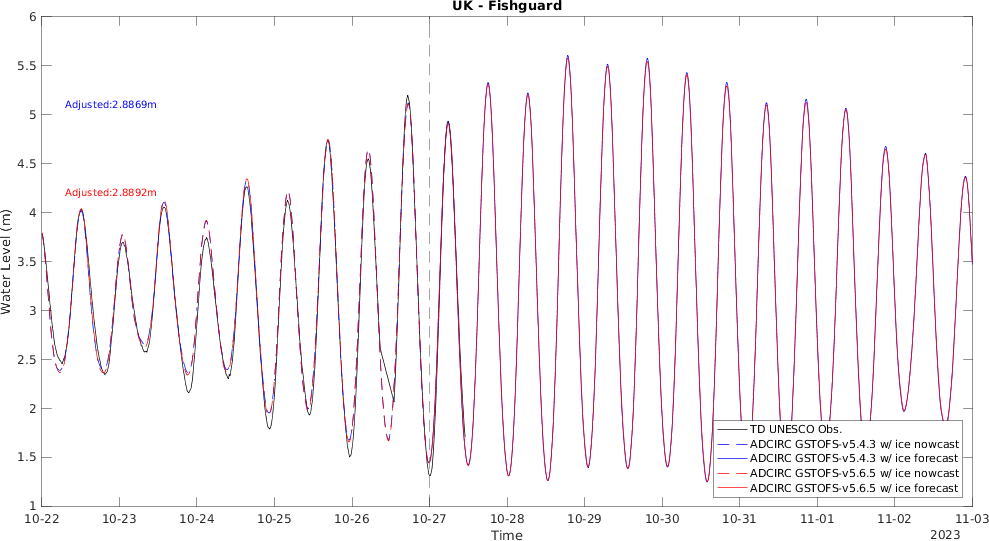 UK - Fishguard
6
5.5
5
4.5
4
3.5
3
2.5
2
1.5
1
Water Level (m)
Adjusted:2.8869m
Adjusted:2.8892m
TD UNESCO Obs.
ADCIRC GSTOFS-v5.4.3 w/ ice nowcast
ADCIRC GSTOFS-v5.4.3 w/ ice forecast
ADCIRC GSTOFS-v5.6.5 w/ ice nowcast
ADCIRC GSTOFS-v5.6.5 w/ ice forecast
10-22 10-23 10-24 10-25 10-26 10-27 10-28 10-29 10-30 10-31 11-01 11-02 11-03
Time
2023